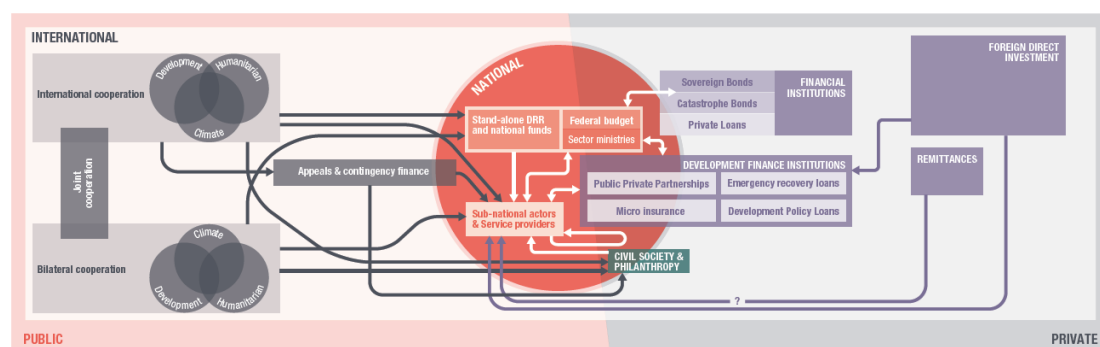 INTERNATIONAL
Development
Humanitarian
Climate
International cooperation
Joint
cooperation
Climate
Development
Humanitarian
Bilateral cooperation
Appeals & contingency finance
NATIONAL
Stand-alone DRR
and national funds
Federal budget
Sector ministries
Sub-national actors
& Service providers
CIVIL SOCIETY &
PHILANTHROPY
Sovereign Bonds
Catastrophe Bonds
Private Loans
FINANCIAL
INSTITUTIONS
DEVELOPMENT FINANCE INSTITUTIONS
Public Private Partnerships
Emergency recovery loans
Micro insurance
Development Policy Loans
FOREIGN DIRECT
INVESTMENT
REMITTANCES
?
PUBLIC
PRIVATE